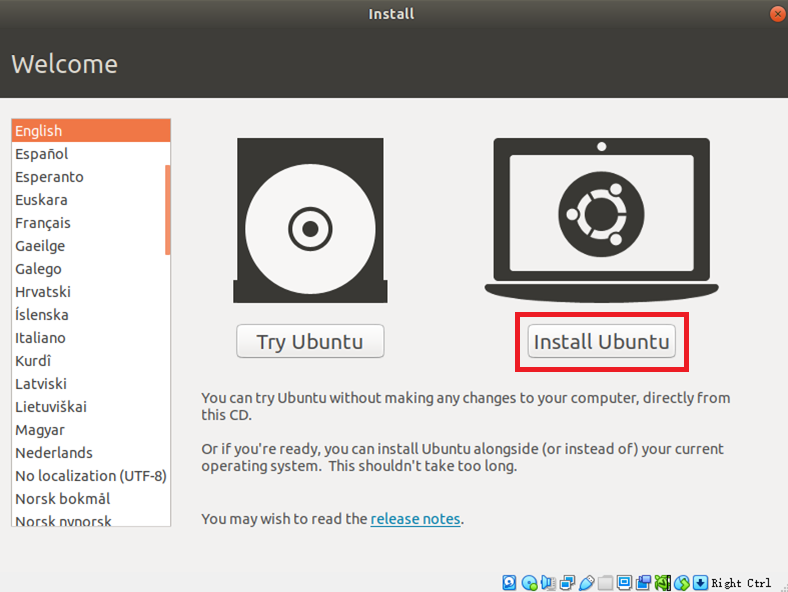 Install
Welcome
English
Español
Esperanto
Euskara
Français
Gaeilge
Galego
Hrvatski
Íslenska
Italiano
Kurdî
Latviski
Lietuviškai
Magyar
Nederlands
No localization (UTF-8)
Norsk bokmål
Norsk nynorsk
Try Ubuntu
Install Ubuntu
You can try Ubuntu without making any changes to your computer, directly from
this CD.
Or if you're ready, you can install Ubuntu alongside (or instead of) your current
operating system. This shouldn't take too long.
You may wish to read the release notes.
Right Ctrl